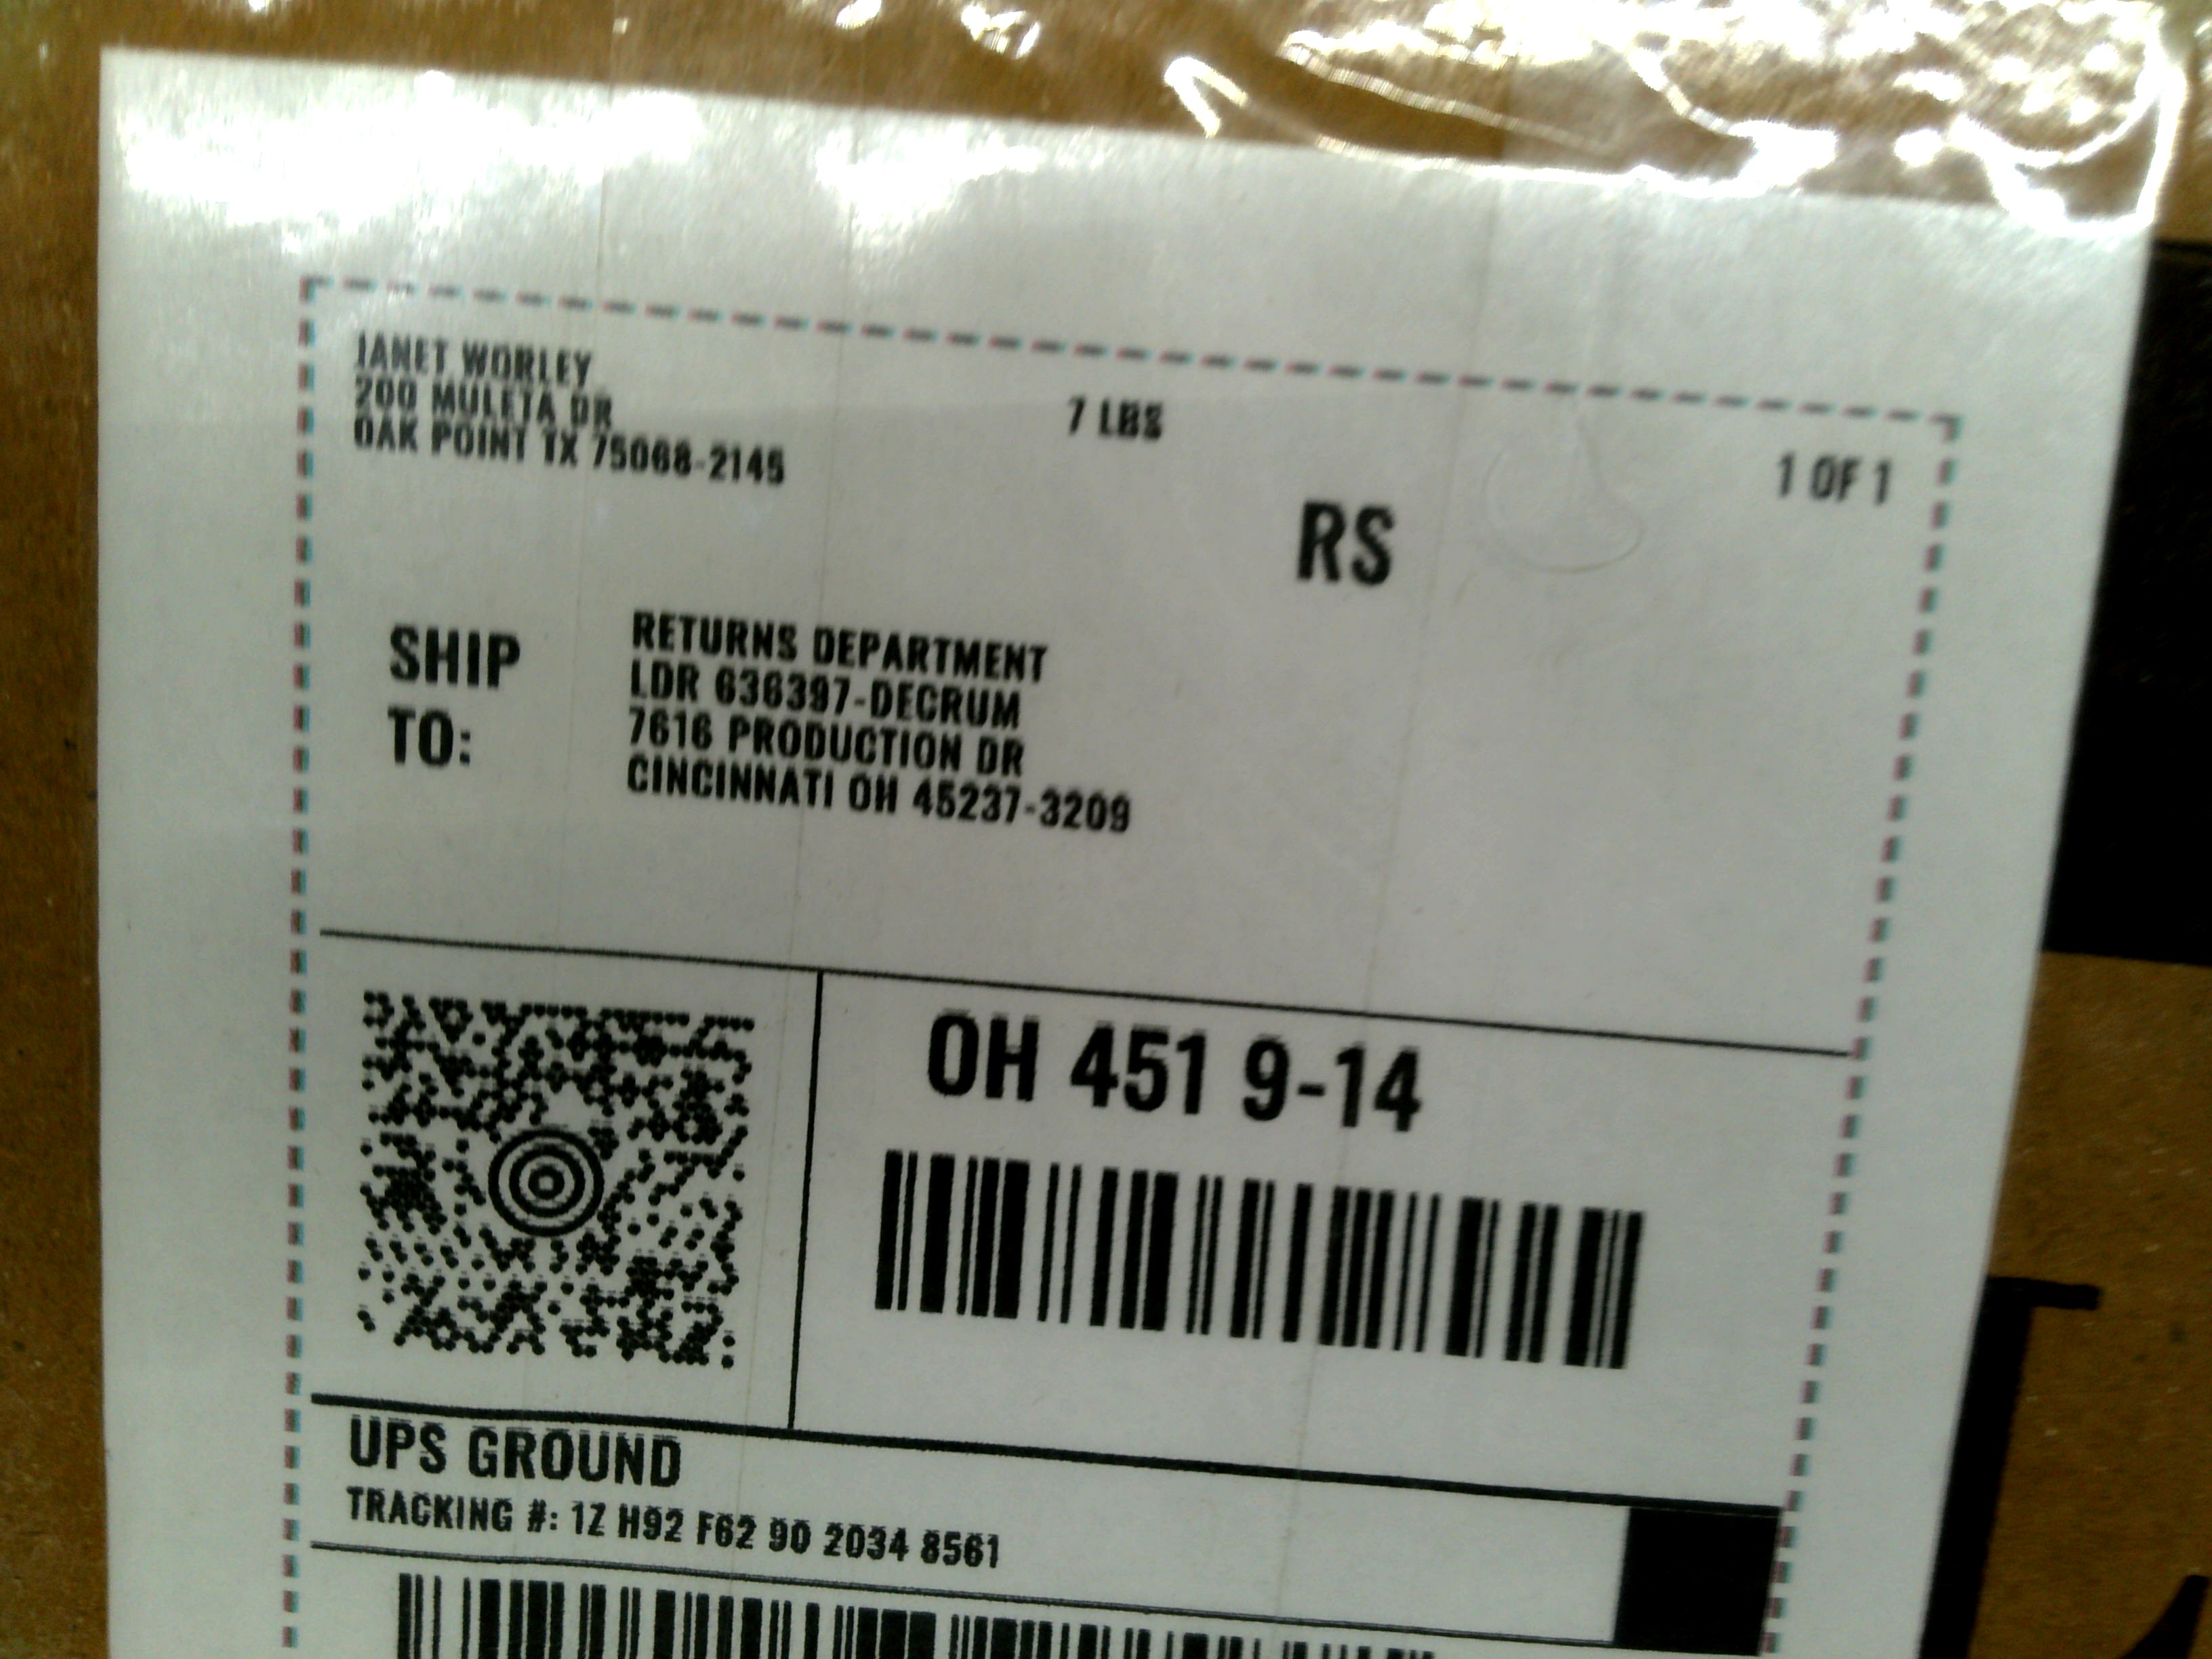 JANET WORLEY
200 MULETA DR
OAK POINT TX 75068-2145
7 LBS
1 OF 1
RS
SHIP
TO:
RETURNS DEPARTMENT
LDR 636397-DECRUM
7616 PRODUCTION DR
CINCINNATI OH 45237-3209
OH 451 9-14
UPS GROUND
TRACKING #: 1Z H92 F62 90 2034 8561